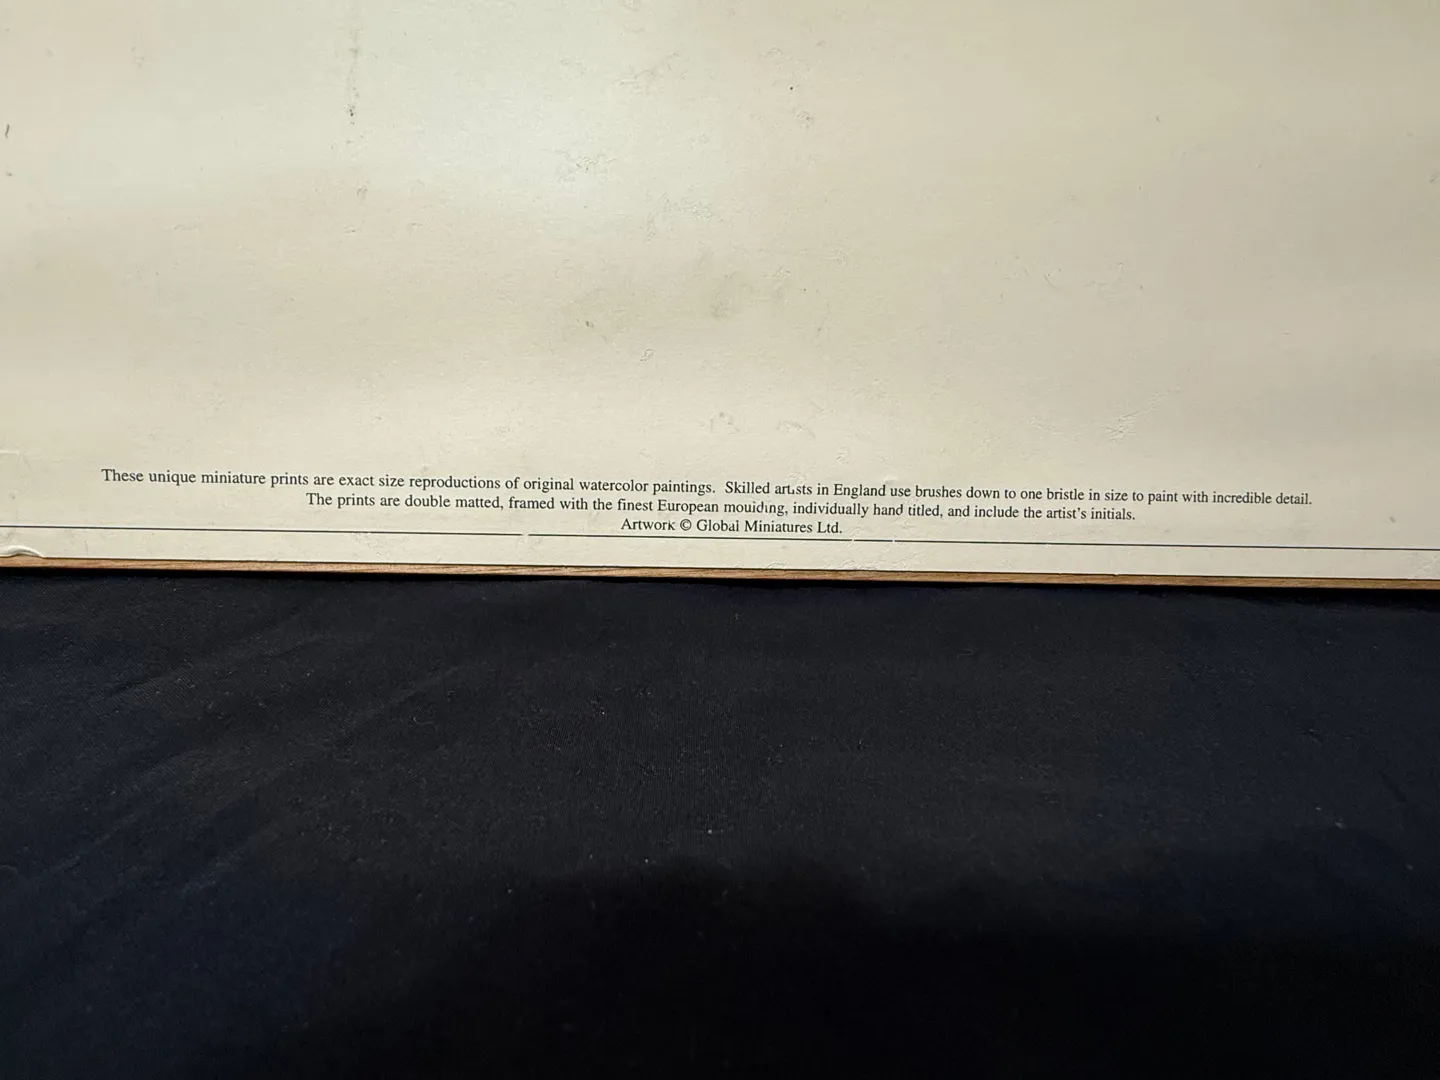 These unique miniature prints are exact size reproductions of original watercolor paintings. Skilled artists in England use brushes down to one bristle in size to paint with incredible detail.
The prints are double matted, framed with the finest European moulding, individually hand titled, and include the artist's initials.
Artwork © Global Miniatures Ltd.